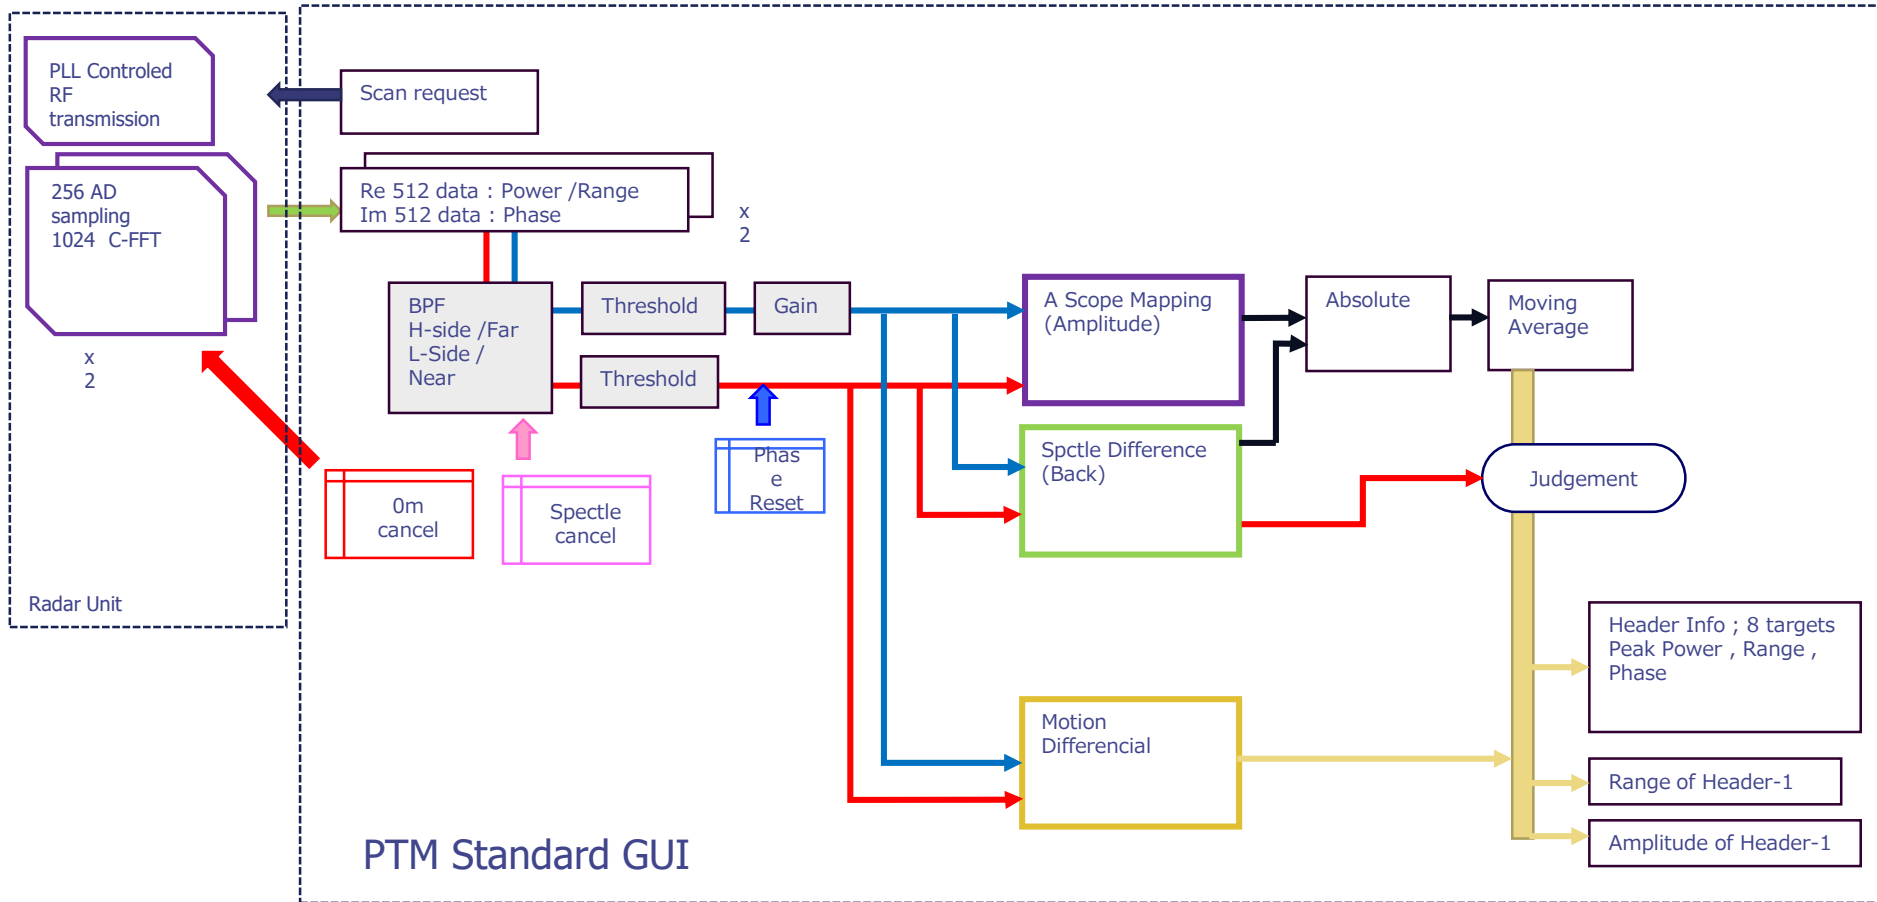 PLL Controled
RF
transmission
Scan request
256 AD
sampling
1024  C-FFT
x
2
Re 512 data : Power /Range
Im 512 data : Phase
x
2
BPF
H-side /Far
L-Side /
Near
Threshold
Gain
Threshold
A Scope Mapping
(Amplitude)
Absolute
Moving
Average
0m
cancel
Spectle
cancel
Phas
e
Reset
Spctle Difference
(Back)
Judgement
Radar Unit
Motion
Differencial
Header Info ; 8 targets
Peak Power , Range ,
Phase
Range of Header-1
Amplitude of Header-1
PTM Standard GUI